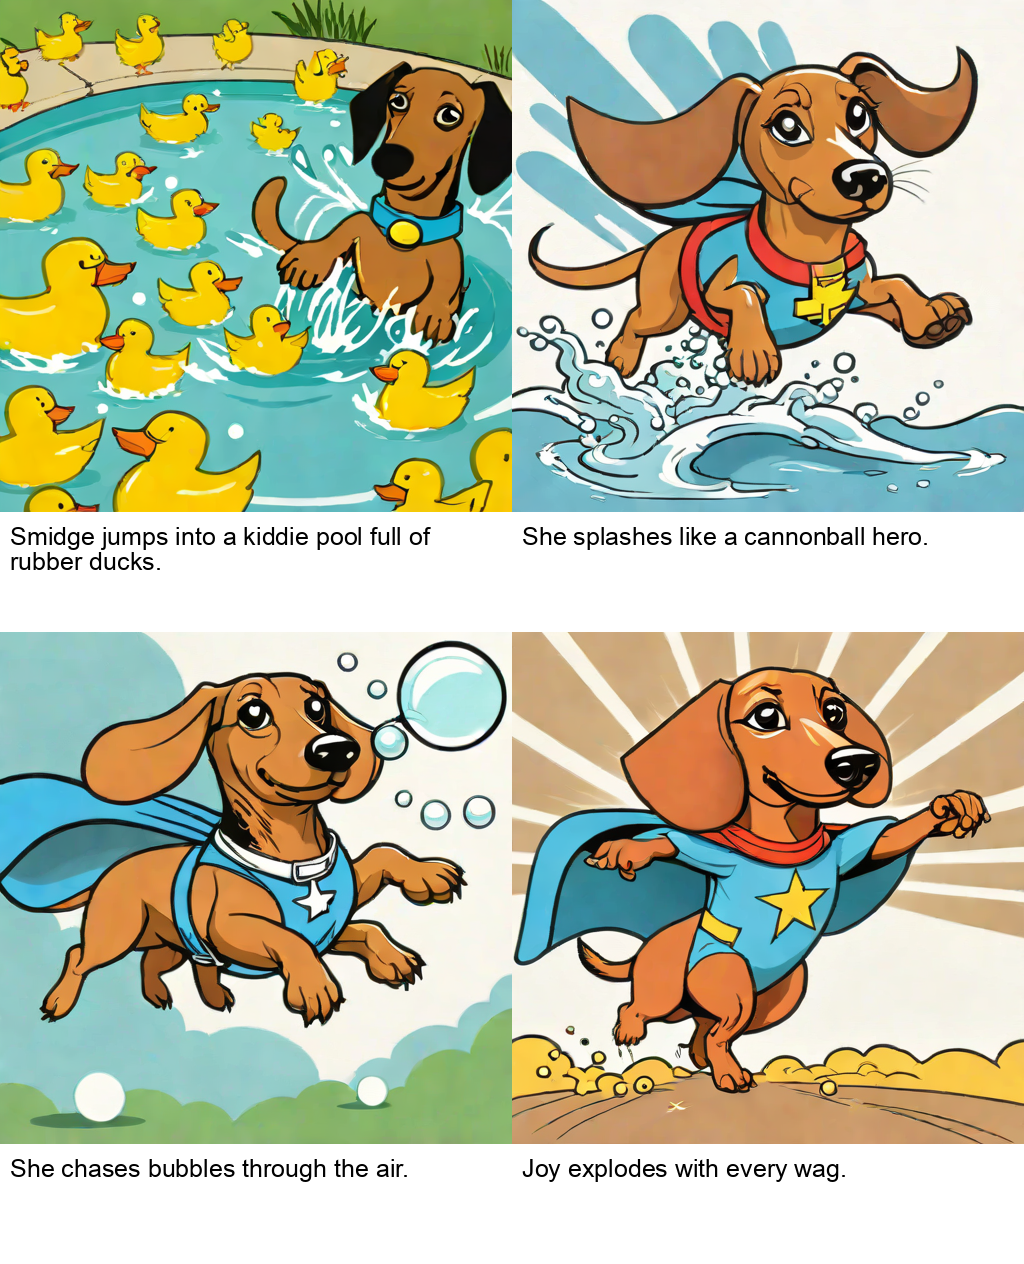 Smidge jumps into a kiddie pool full of
rubber ducks.
She splashes like a cannonball hero.
She chases bubbles through the air.
Joy explodes with every wag.